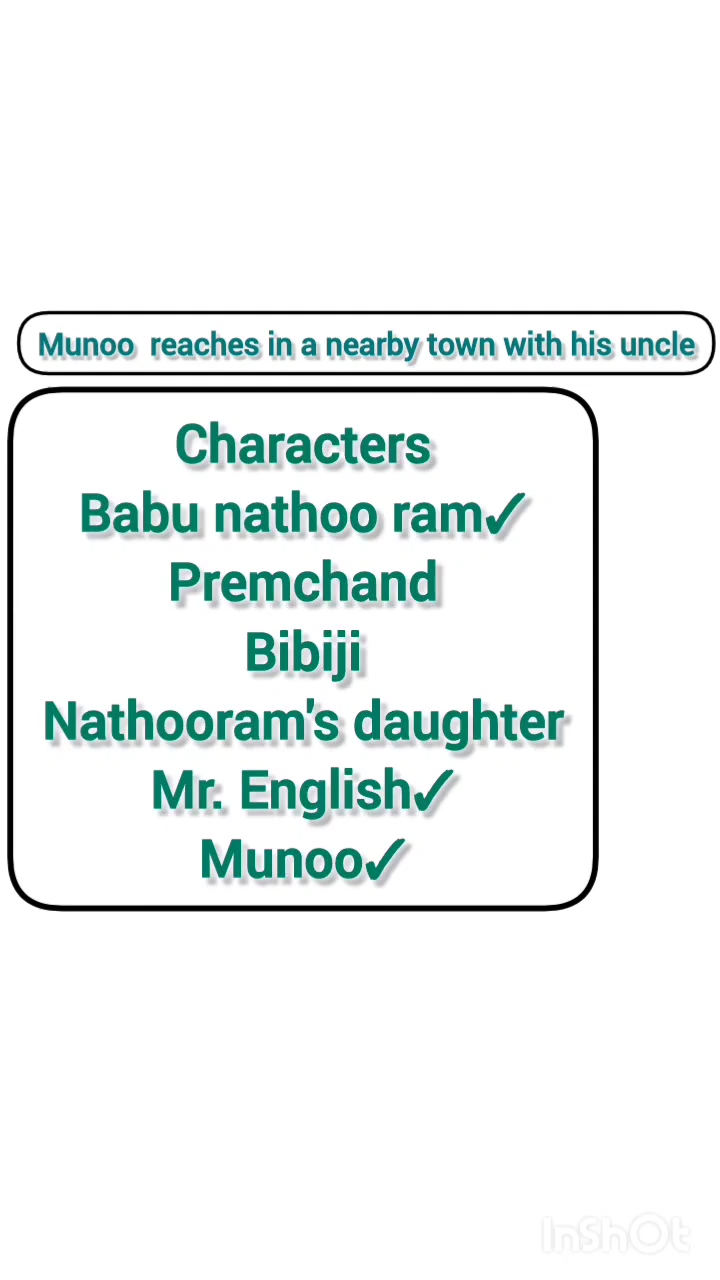 Munoo reaches in a nearby town with his uncle
Characters
Babu nathoo ram✓
Premchand
Bibiji
Nathooram's daughter
Mr. English✓
Munoo✓
InShOt